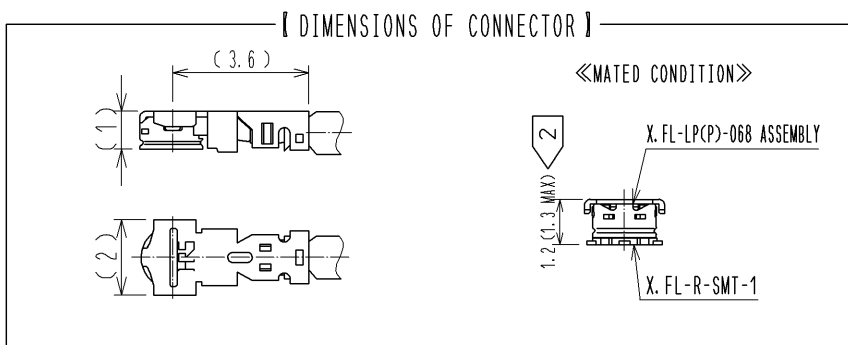 【 DIMENSIONS OF CONNECTOR 】
( 3.6 )
( 1 )
( 2 )
≪MATED CONDITION≫
2
X.FL-LP(P)-068 ASSEMBLY
1.2 (1.3 MAX)
X.FL-R-SMT-1